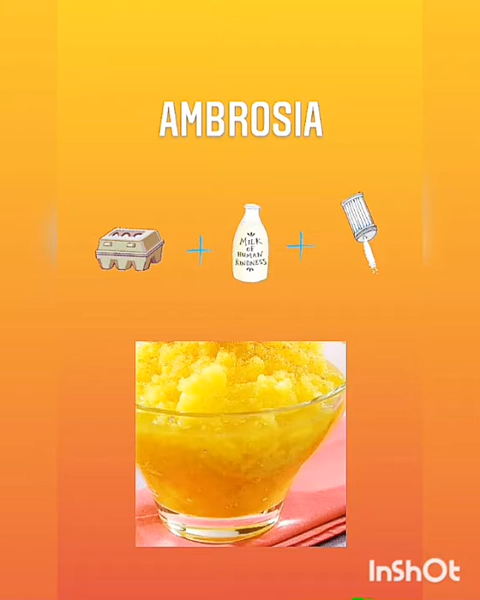 AMBROSIA
MILK
OF
HUMAN
KINDNESS
InShOt